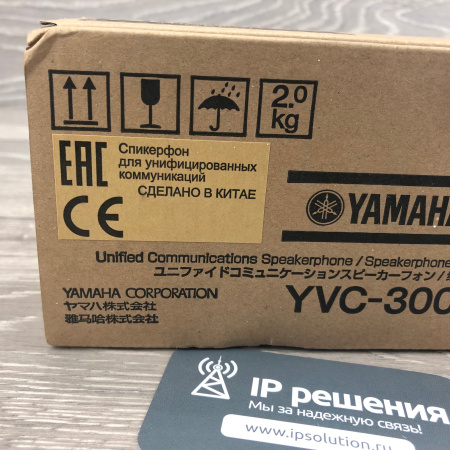 2.0
kg
EAC
Спикерфон
для унифицированных
коммуникаций
СДЕЛАНО В КИТАЕ
CE
YAMAHA
Unified Communications Speakerphone / Speakerphone
ユニファイドコミュニケーションスピーカーフォン /
YVC-300
YAMAHA CORPORATION
ヤマハ株式会社
雅马哈株式会社
IP решения
Мы за надежную связь!
www.ipsolution.ru